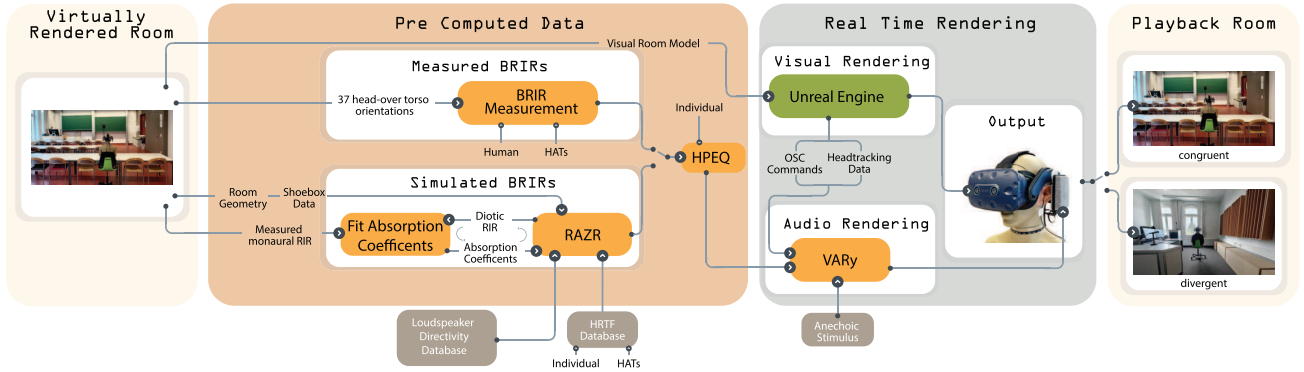 Virtually
Rendered Room
Pre Computed Data
Real Time Rendering
Playback Room
Visual Room Model
Measured BRIRs
37 head-over torso
orientations
BRIR
Measurement
Human
HATs
Individual
HPEQ
Simulated BRIRs
Room
Geometry
Shoebox
Data
Measured
monaural RIR
Fit Absorption
Coefficents
Diotic
RIR
Absorption
Coefficents
RAZR
Loudspeaker
Directivity
Database
HRTF
Database
Individual
HATs
Visual Rendering
Unreal Engine
OSC
Commands
Headtracking
Data
Audio Rendering
VARy
Anechoic
Stimulus
Output
congruent
divergent